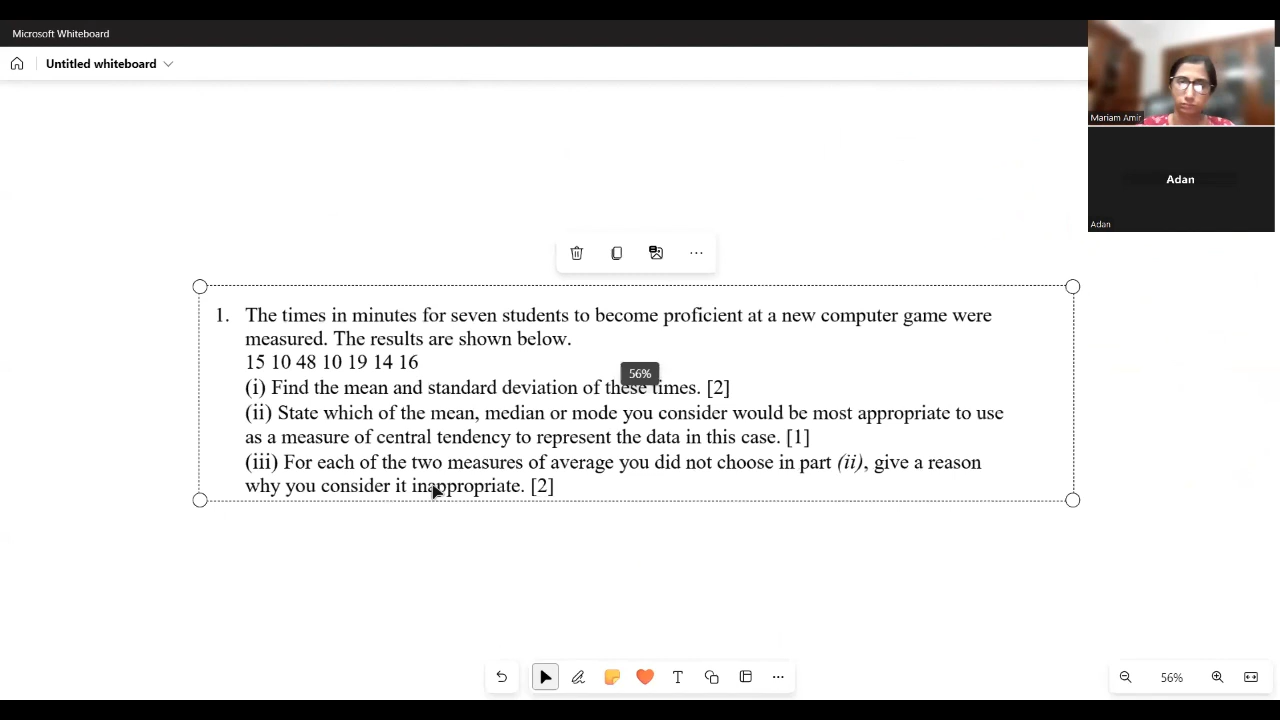 Microsoft Whiteboard
Untitled whiteboard
Mariam Amir
Adan
Adan
1. The times in minutes for seven students to become proficient at a new computer game were
measured. The results are shown below.
15 10 48 10 19 14 16
56%
(i) Find the mean and standard deviation of these times. [2]
(ii) State which of the mean, median or mode you consider would be most appropriate to use
as a measure of central tendency to represent the data in this case. [1]
(iii) For each of the two measures of average you did not choose in part (ii), give a reason
why you consider it inappropriate. [2]
56%